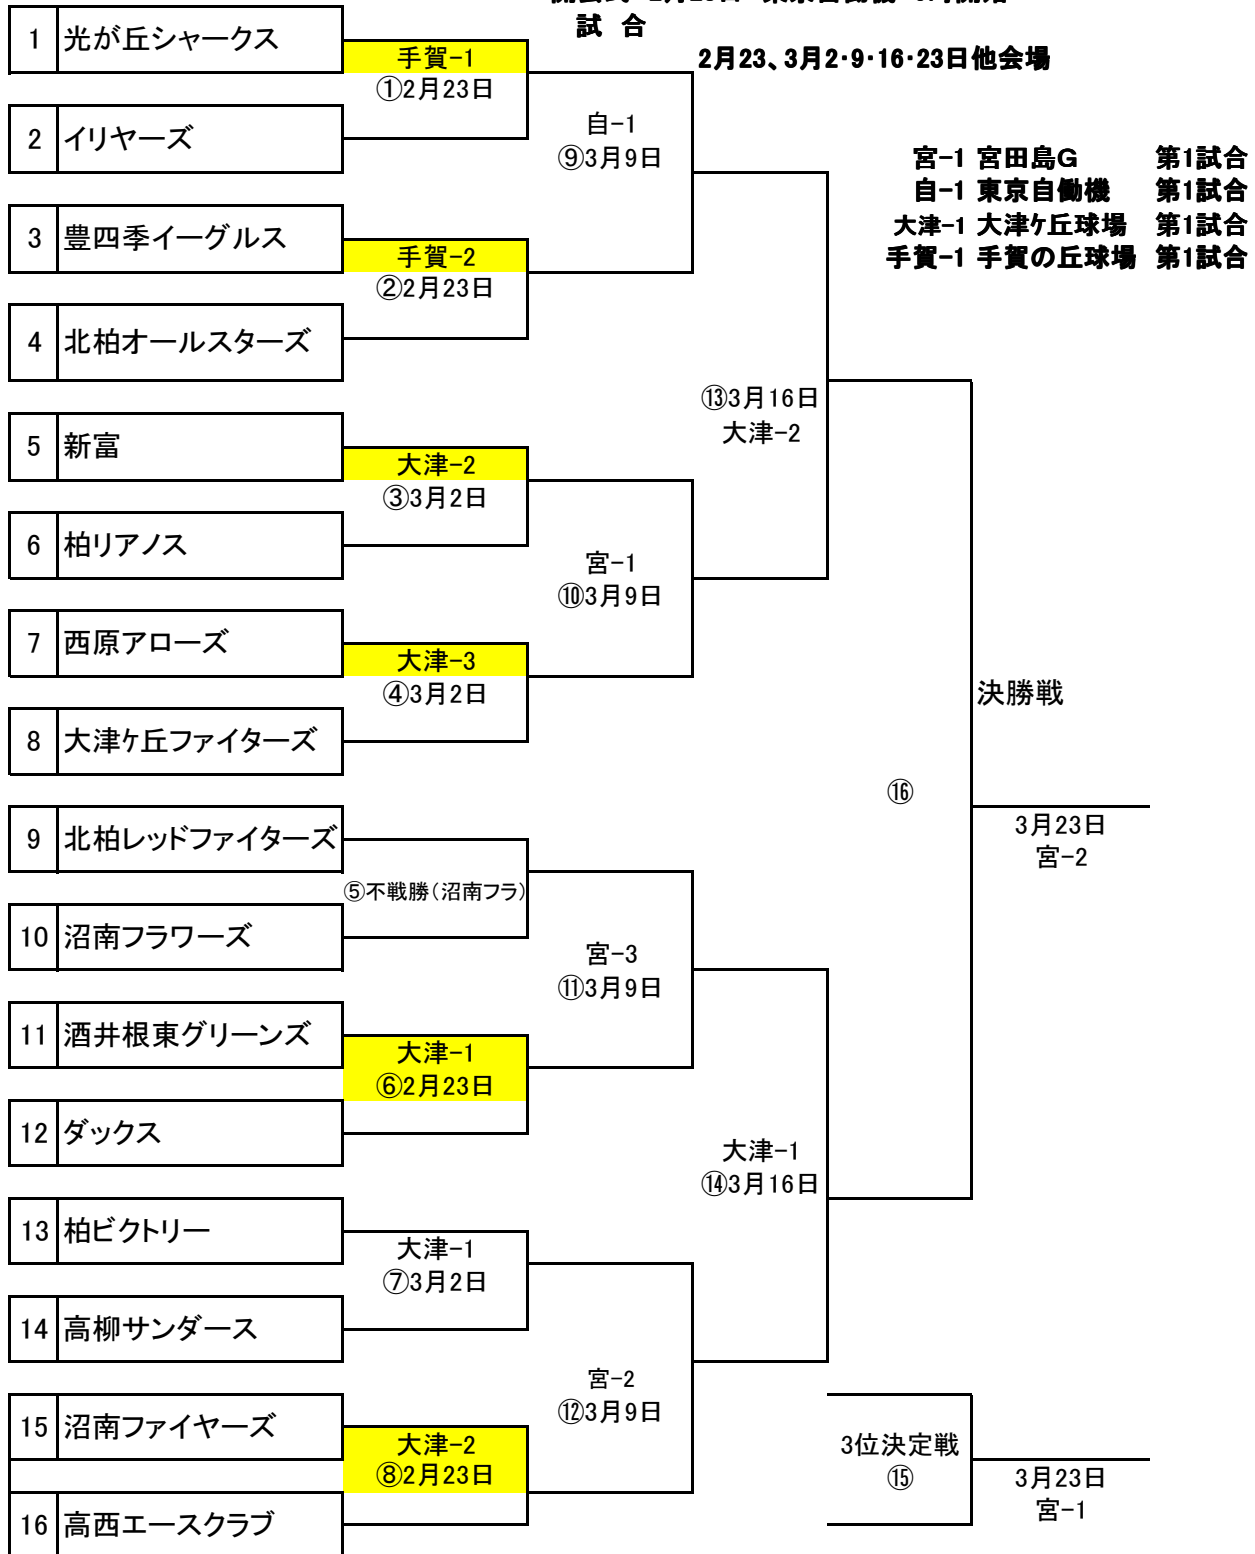 試 合
2月23、3月2・9・16・23日他会場
宮-1 宮田島G 第1試合
自-1 東京自働機 第1試合
大津-1 大津ケ丘球場 第1試合
手賀-1 手賀の丘球場 第1試合
1 光が丘シャークス
手賀-1
①2月23日
2 イリヤーズ
自-1
⑨3月9日
3 豊四季イーグルス
手賀-2
②2月23日
4 北柏オールスターズ
⑬3月16日
大津-2
5 新富
大津-2
③3月2日
6 柏リアノス
宮-1
⑩3月9日
7 西原アローズ
大津-3
④3月2日
8 大津ケ丘ファイターズ
決勝戦
⑯
3月23日
宮-2
9 北柏レッドファイターズ
⑤不戦勝(沼南フラ)
10 沼南フラワーズ
宮-3
⑪3月9日
11 酒井根東グリーンズ
大津-1
⑥2月23日
12 ダックス
大津-1
⑭3月16日
13 柏ビクトリー
大津-1
⑦3月2日
14 高柳サンダース
宮-2
⑫3月9日
15 沼南ファイヤーズ
大津-2
⑧2月23日
16 高西エースクラブ
3位決定戦
⑮
3月23日
宮-1